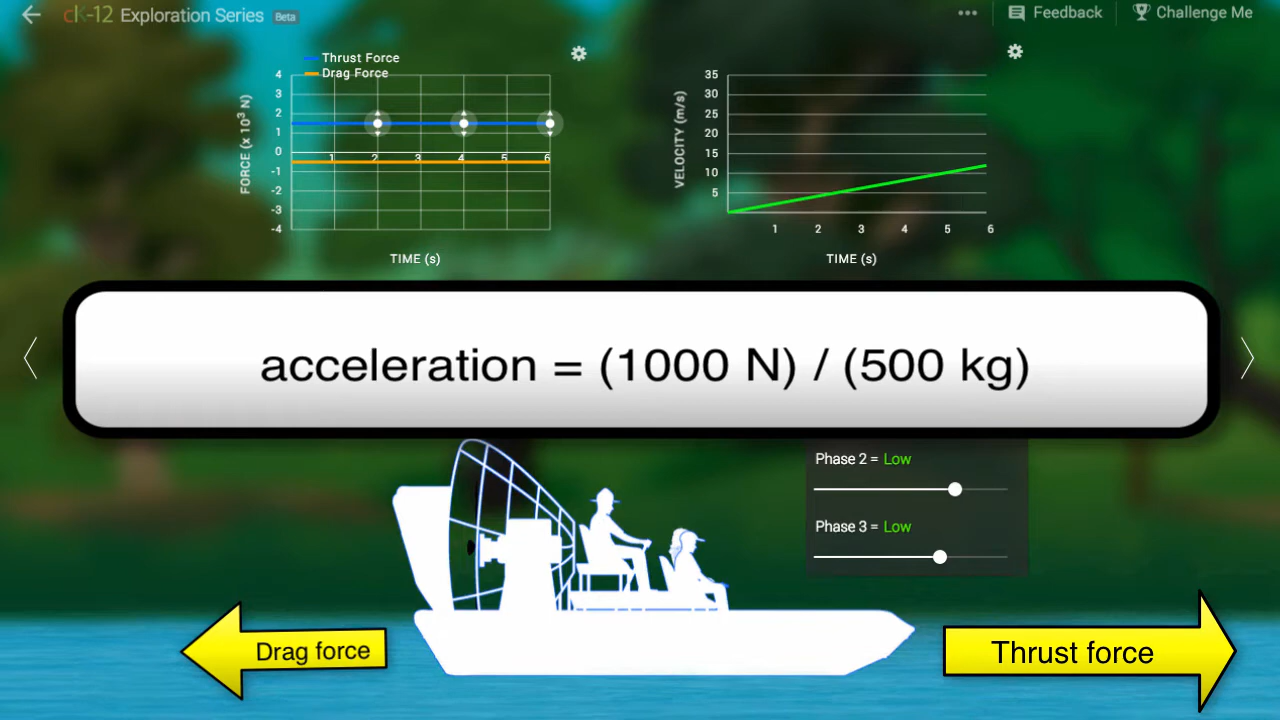 cK-12 Exploration Series Beta
Feedback
Challenge Me
Thrust Force
Drag Force
FORCE (x 10³ N)
4
3
2
1
0
-1
-2
-3
-4
1 2 3 4 5 6
TIME (s)
VELOCITY (m/s)
35
30
25
20
15
10
5
1 2 3 4 5 6
TIME (s)
acceleration = (1000 N) / (500 kg)
Phase 2 = Low
Phase 3 = Low
Drag force
Thrust force